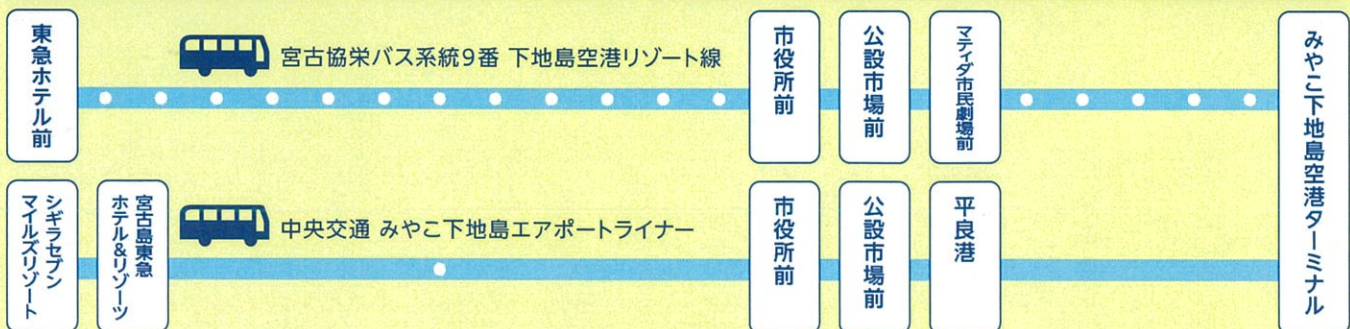 東急ホテル前
宮古協栄バス系統9番 下地島空港リゾート線
市役所前
公設市場前
マティダ市民劇場前
みやこ下地島空港ターミナル
シギラセブン
マイルズリゾート
宮古島東急
ホテル&リゾーツ
中央交通 みやこ下地島エアポートライナー
市役所前
公設市場前
平良港